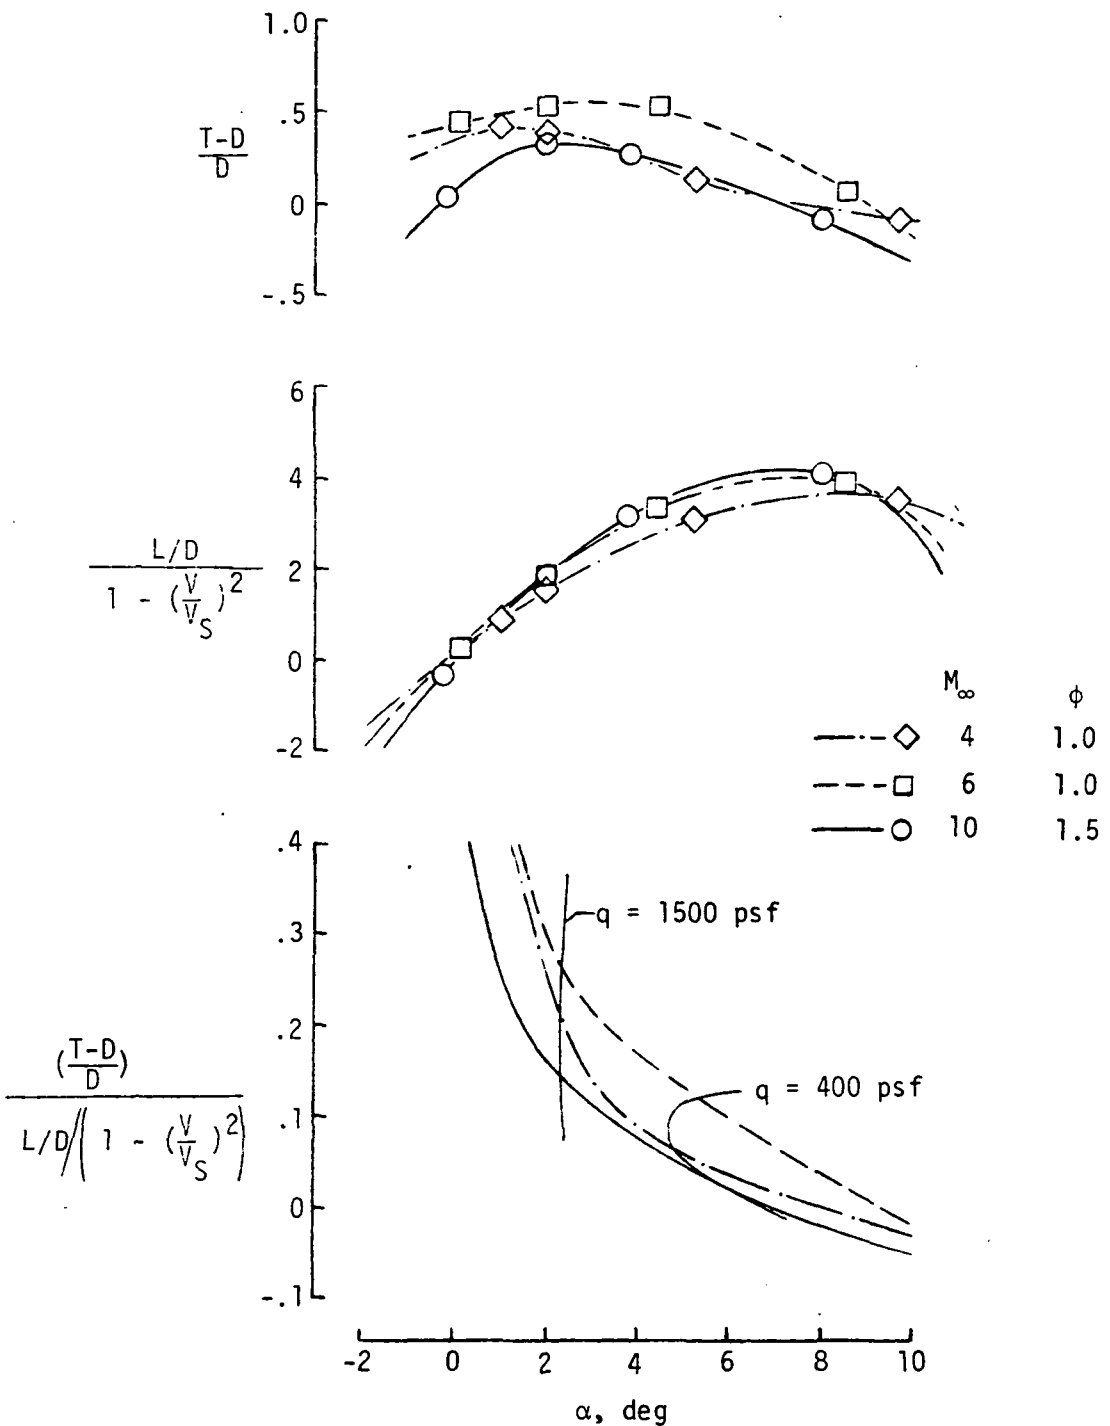 1.0
.5
0
-.5
T-D
D
6
4
2
0
-2
L/D
1 - (V/V_S)^2
M∞ ϕ
4 1.0
6 1.0
10 1.5
.4
.3
.2
.1
0
-.1
q = 1500 psf
q = 400 psf
(T-D/D)
L/D/(1 - (V/V_S)^2)
-2 0 2 4 6 8 10
α, deg